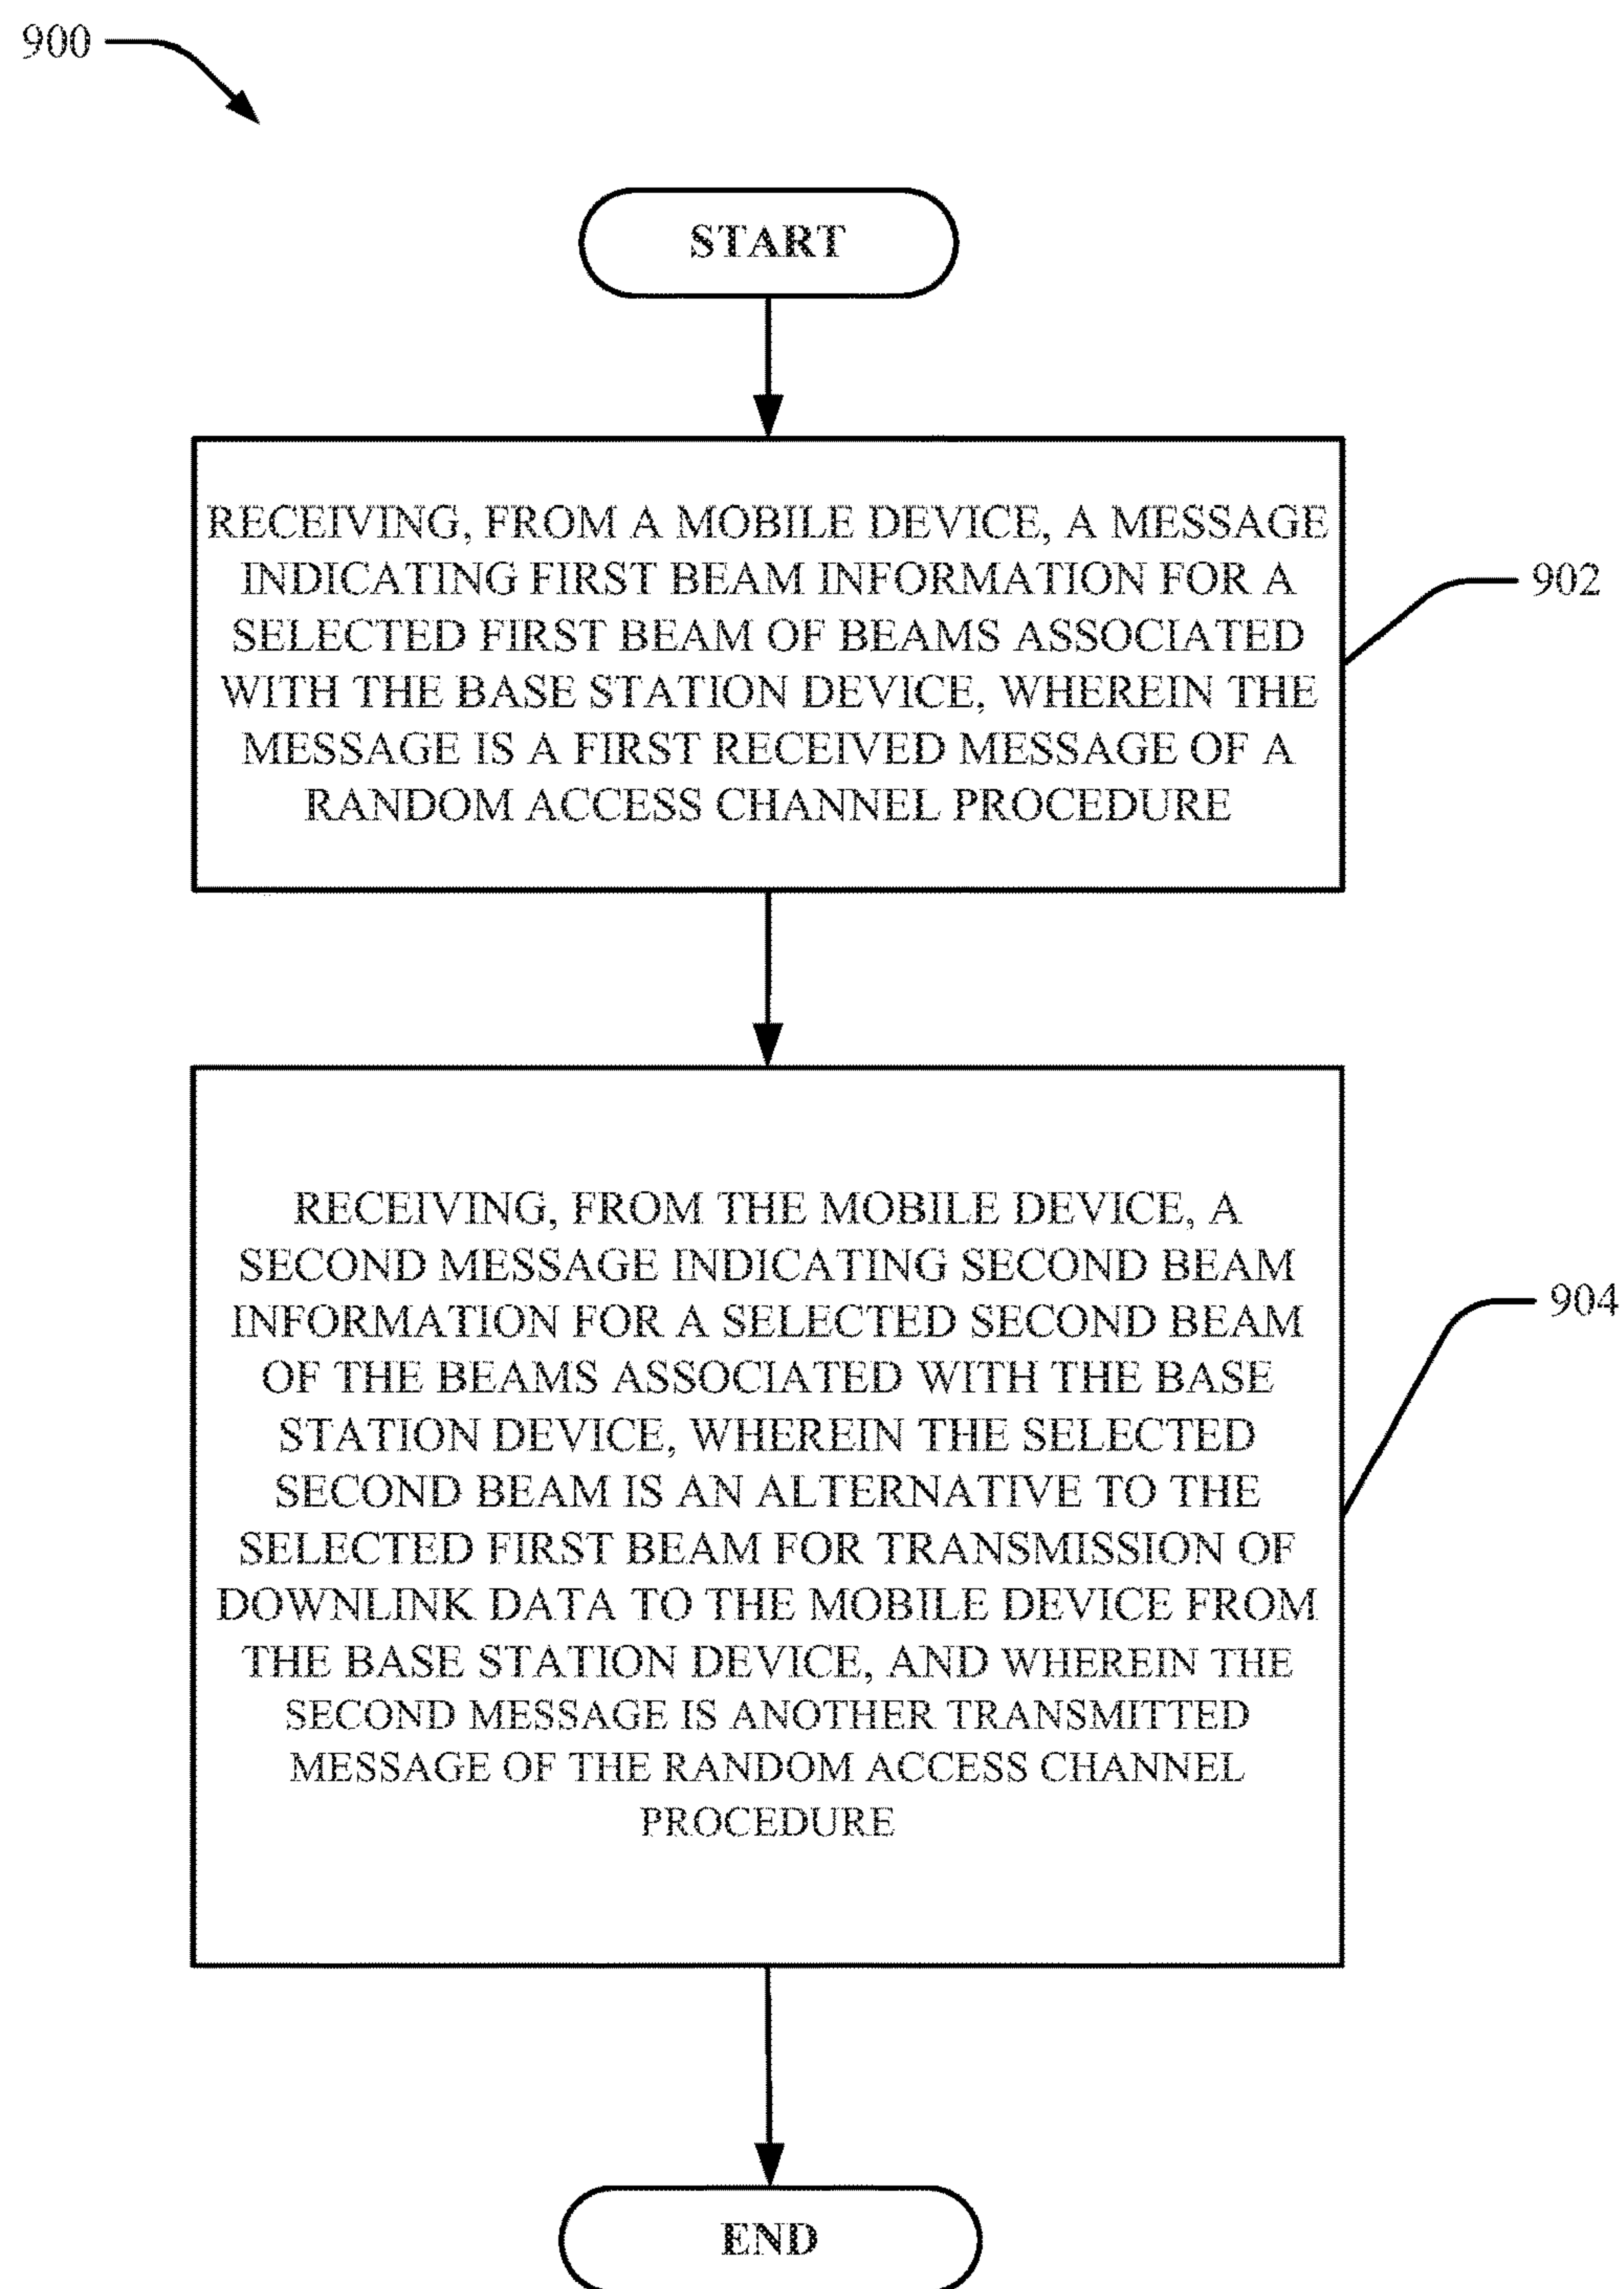 900
START
RECEIVING, FROM A MOBILE DEVICE, A MESSAGE
INDICATING FIRST BEAM INFORMATION FOR A
SELECTED FIRST BEAM OF BEAMS ASSOCIATED
WITH THE BASE STATION DEVICE, WHEREIN THE
MESSAGE IS A FIRST RECEIVED MESSAGE OF A
RANDOM ACCESS CHANNEL PROCEDURE
902
RECEIVING, FROM THE MOBILE DEVICE, A
SECOND MESSAGE INDICATING SECOND BEAM
INFORMATION FOR A SELECTED SECOND BEAM
OF THE BEAMS ASSOCIATED WITH THE BASE
STATION DEVICE, WHEREIN THE SELECTED
SECOND BEAM IS AN ALTERNATIVE TO THE
SELECTED FIRST BEAM FOR TRANSMISSION OF
DOWNLINK DATA TO THE MOBILE DEVICE FROM
THE BASE STATION DEVICE, AND WHEREIN THE
SECOND MESSAGE IS ANOTHER TRANSMITTED
MESSAGE OF THE RANDOM ACCESS CHANNEL
PROCEDURE
904
END